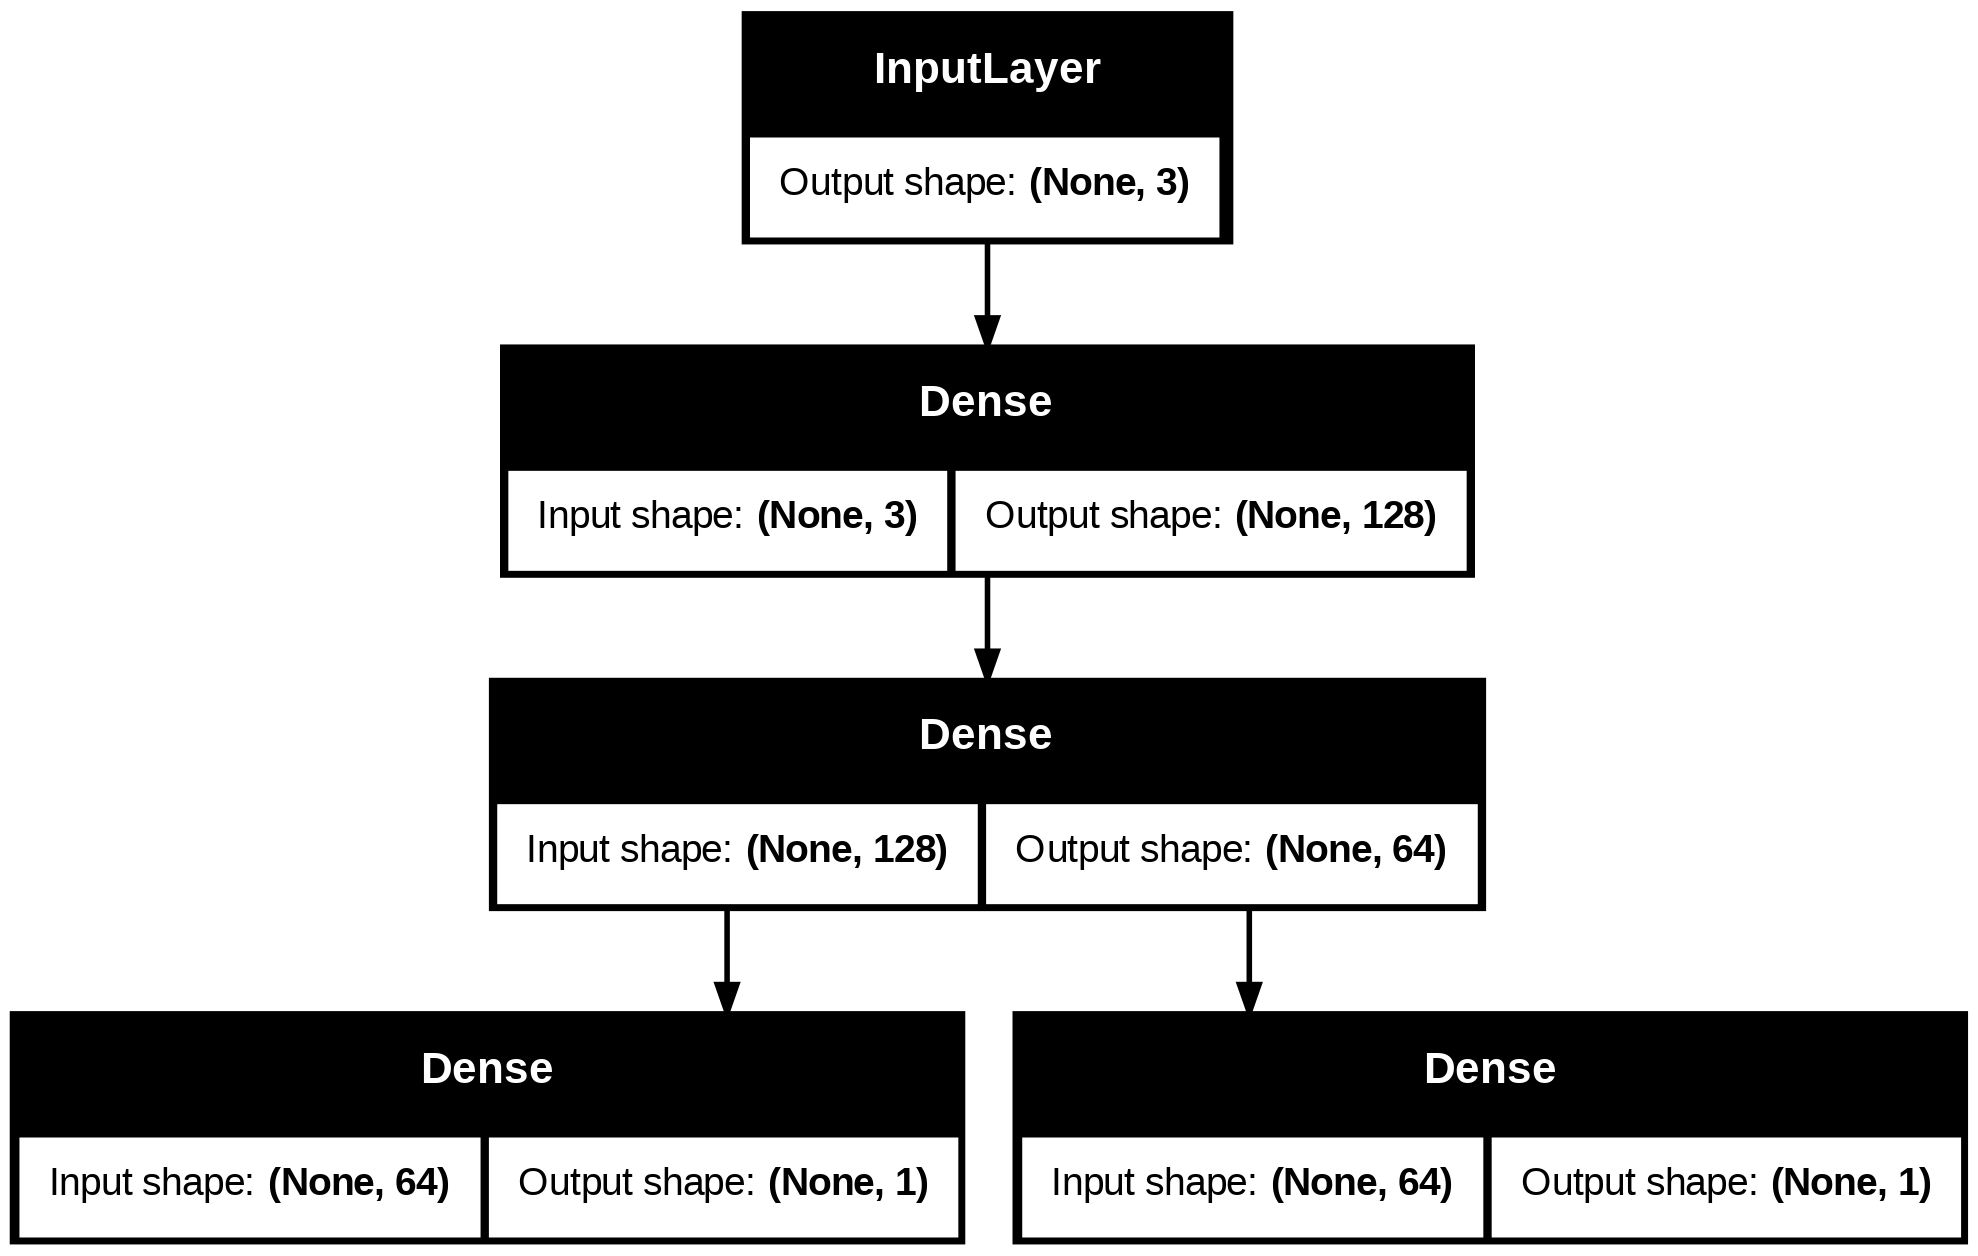 InputLayer
Output shape: (None, 3)
Dense
Input shape: (None, 3) Output shape: (None, 128)
Dense
Input shape: (None, 128) Output shape: (None, 64)
Dense
Input shape: (None, 64) Output shape: (None, 1)
Dense
Input shape: (None, 64) Output shape: (None, 1)